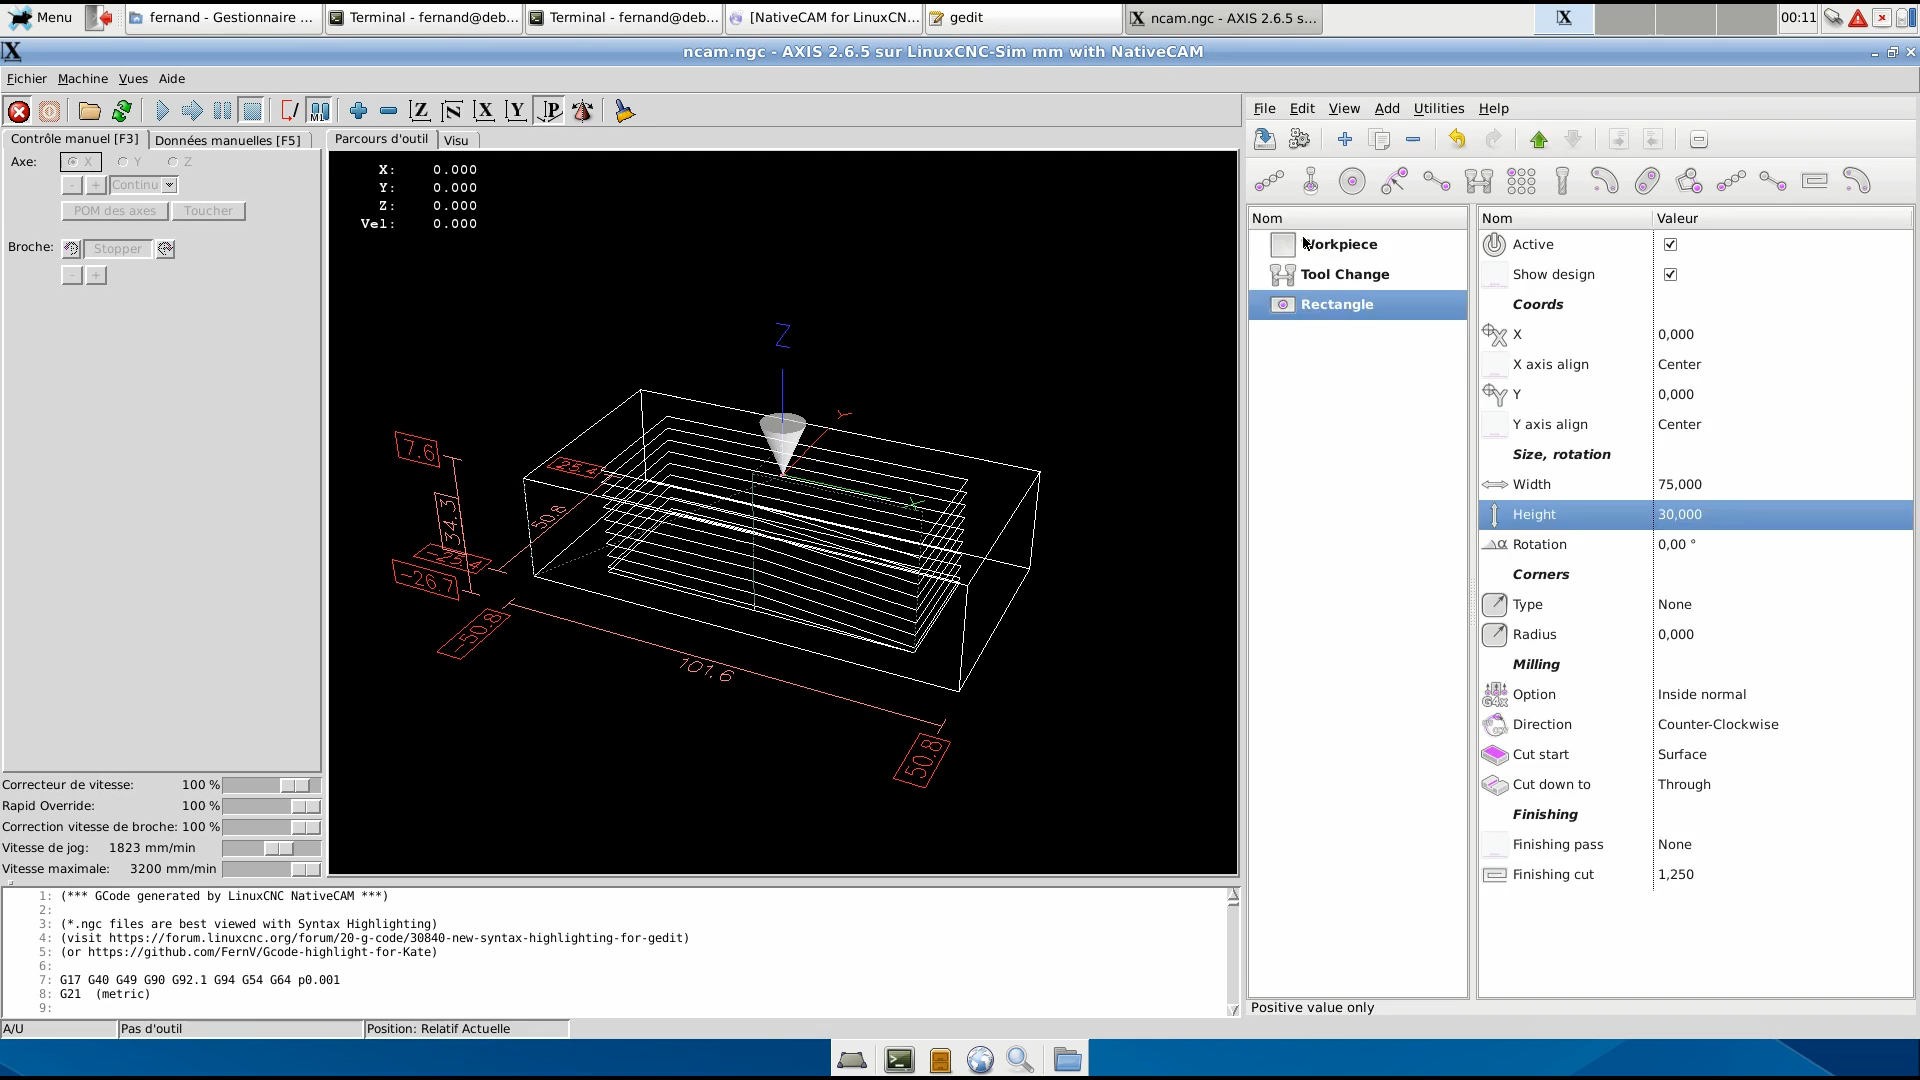 Menu
fernand - Gestionnaire ...
Terminal - fernand@deb...
Terminal - fernand@deb...
[NativeCAM for LinuxCN...
gedit
X ncam.ngc - AXIS 2.6.5 s...
X
00:11
X ncam.ngc - AXIS 2.6.5 sur LinuxCNC-Sim mm with NativeCAM
Fichier Machine Vues Aide
File Edit View Add Utilities Help
M1 Z N X Y P
Contrôle manuel [F3] Données manuelles [F5]
Parcours d'outil Visu
Axe: X Y Z
- + Continu
POM des axes Toucher
Broche: Stopper
- +
X: 0.000
Y: 0.000
Z: 0.000
Vel: 0.000
Z
Y
X
7.6
25.4
34.3
50.8
-25.4
-26.7
-50.8
101.6
50.8
Nom
Workpiece
Tool Change
Rectangle
Nom Valeur
Active
Show design
Coords
X 0,000
X axis align Center
Y 0,000
Y axis align Center
Size, rotation
Width 75,000
Height 30,000
Rotation 0,00 °
Corners
Type None
Radius 0,000
Milling
G4x
Option Inside normal
Direction Counter-Clockwise
Cut start Surface
Cut down to Through
Finishing
Finishing pass None
Finishing cut 1,250
Positive value only
Correcteur de vitesse: 100 %
Rapid Override: 100 %
Correction vitesse de broche: 100 %
Vitesse de jog: 1823 mm/min
Vitesse maximale: 3200 mm/min
1: (*** GCode generated by LinuxCNC NativeCAM ***)
2:
3: (*.ngc files are best viewed with Syntax Highlighting)
4: (visit https://forum.linuxcnc.org/forum/20-g-code/30840-new-syntax-highlighting-for-gedit)
5: (or https://github.com/FernV/Gcode-highlight-for-Kate)
6:
7: G17 G40 G49 G90 G92.1 G94 G54 G64 p0.001
8: G21 (metric)
9:
A/U Pas d'outil Position: Relatif Actuelle